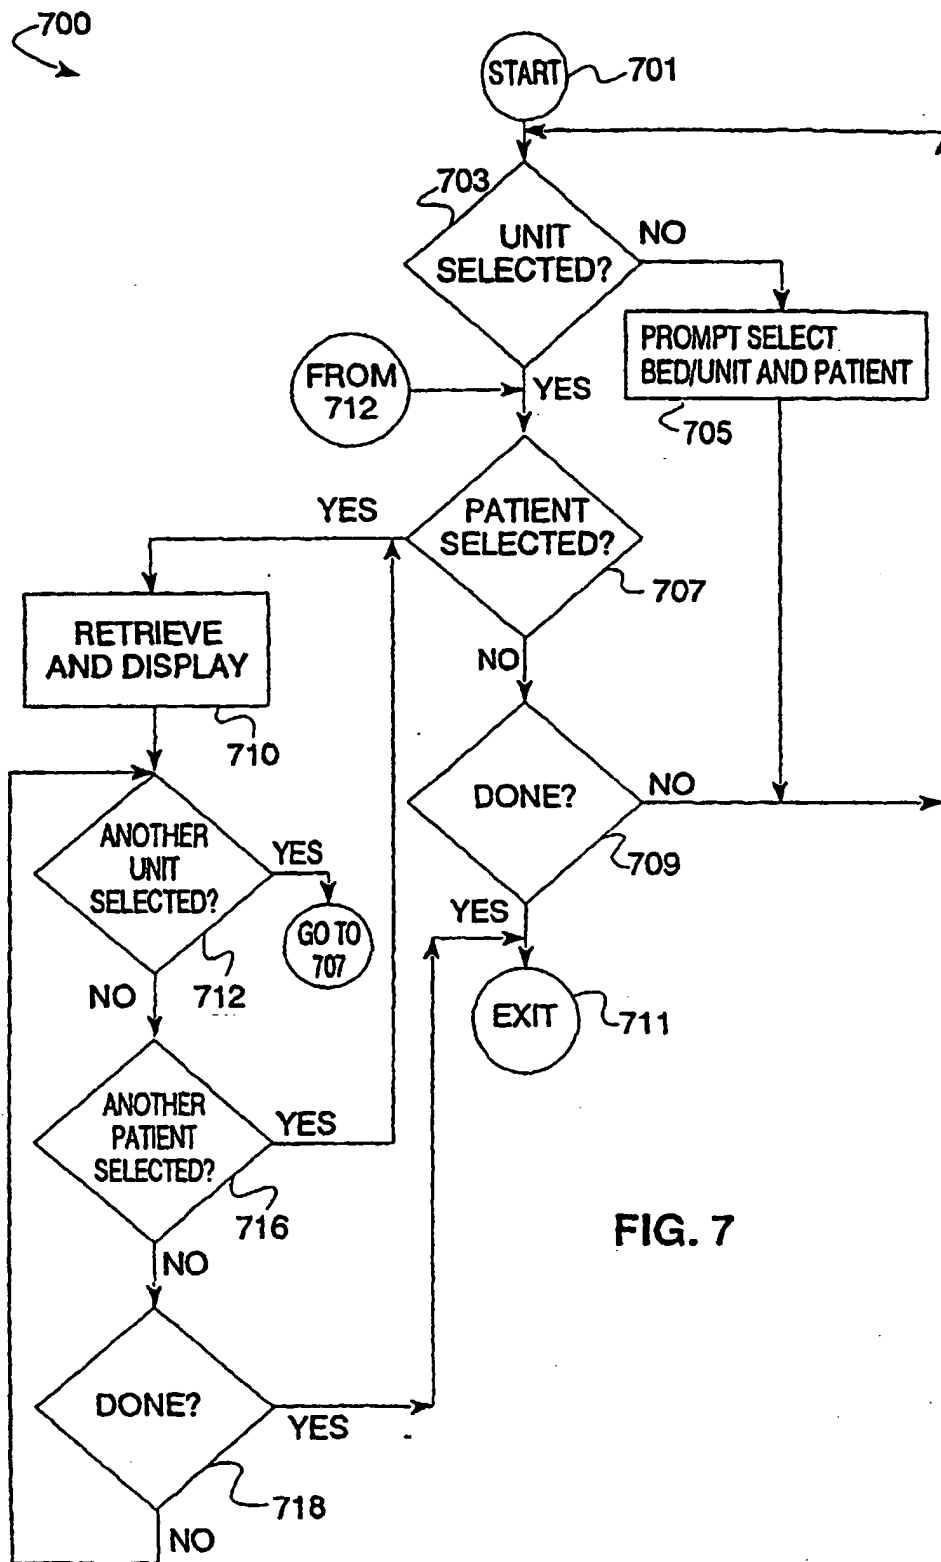 700
START
701
703
UNIT
SELECTED?
NO
PROMPT SELECT
BED/UNIT AND PATIENT
705
FROM
712
YES
YES
PATIENT
SELECTED?
707
RETRIEVE
AND DISPLAY
710
NO
DONE?
NO
709
ANOTHER
UNIT
SELECTED?
YES
GO TO
707
712
NO
YES
EXIT
711
ANOTHER
PATIENT
SELECTED?
YES
716
NO
FIG. 7
DONE?
YES
718
NO